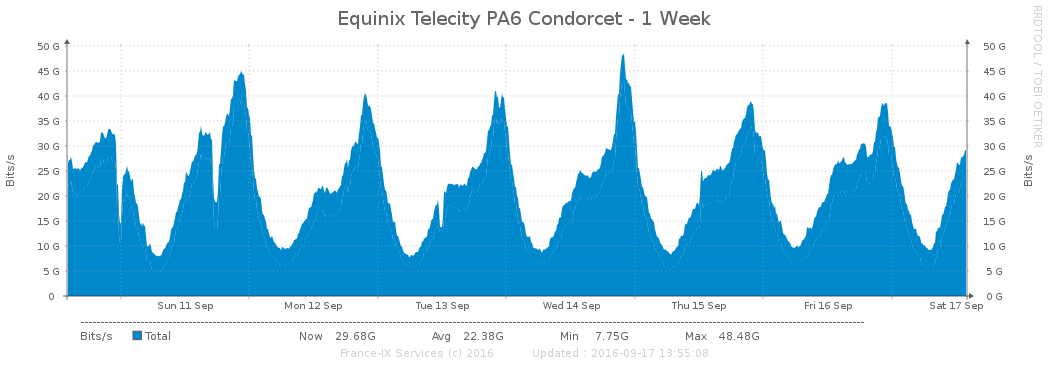 Equinix Telecity PA6 Condorcet - 1 Week
RRDTOOL / TOBI OETIKER
Bits/s
50 G 50 G
45 G 45 G
40 G 40 G
35 G 35 G
30 G 30 G
25 G 25 G
20 G 20 G
15 G 15 G
10 G 10 G
5 G 5 G
0 0 G
Bits/s
Sun 11 Sep Mon 12 Sep Tue 13 Sep Wed 14 Sep Thu 15 Sep Fri 16 Sep Sat 17 Sep
Bits/s Total Now 29.68G Avg 22.38G Min 7.75G Max 48.48G
France-IX Services (c) 2016 Updated : 2016-09-17 13:55:08